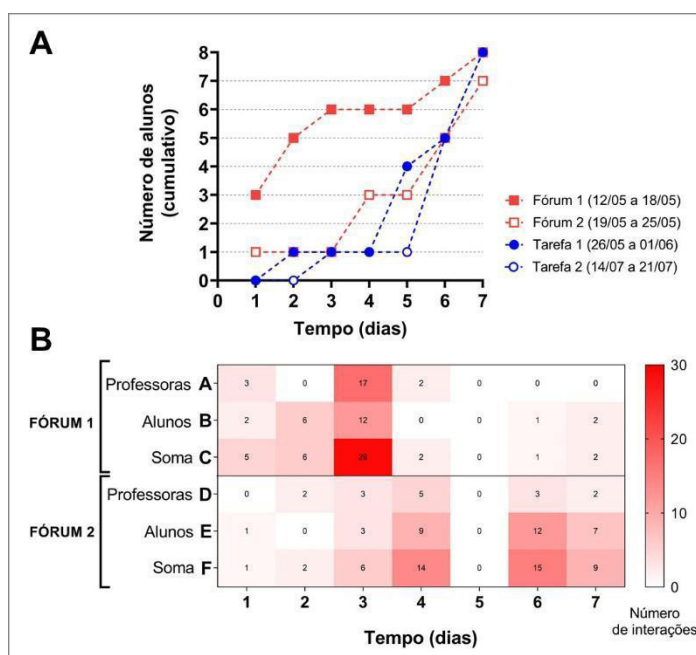 A
Número de alunos
(cumulativo)
8
7
6
5
4
3
2
1
0
0 1 2 3 4 5 6 7
Tempo (dias)
Fórum 1 (12/05 a 18/05)
Fórum 2 (19/05 a 25/05)
Tarefa 1 (26/05 a 01/06)
Tarefa 2 (14/07 a 21/07)
B
FÓRUM 1
Professoras A 3 0 17 2 0 0 0
Alunos B 2 6 12 0 0 1 2
Soma C 5 6 29 2 0 1 2
FÓRUM 2
Professoras D 0 2 3 5 0 3 2
Alunos E 1 0 3 9 0 12 7
Soma F 1 2 6 14 0 15 9
1 2 3 4 5 6 7
Tempo (dias)
30
20
10
0
Número
de interações